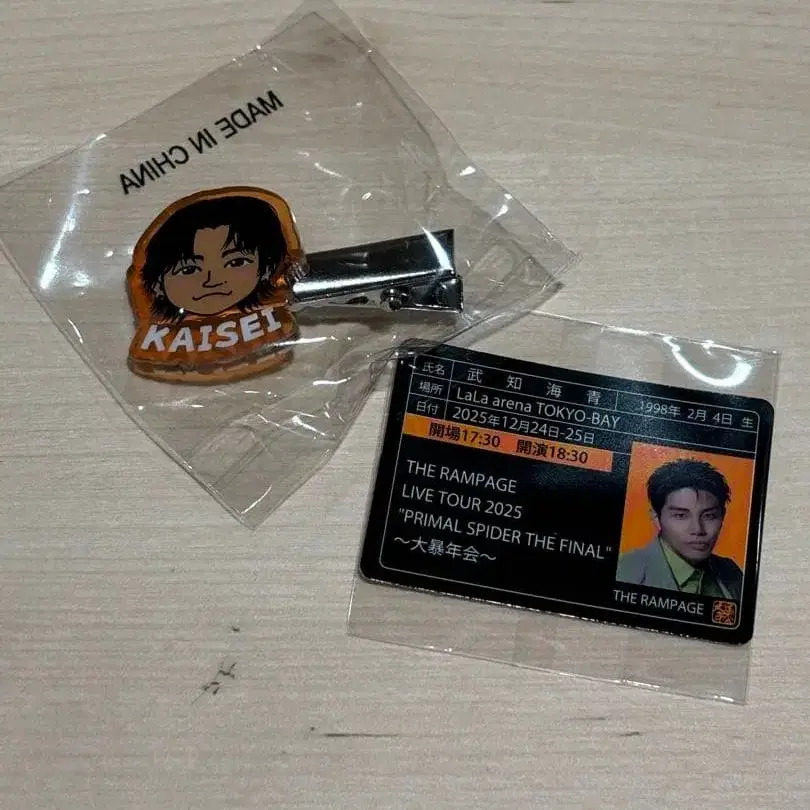 MADE IN CHINA
KAISEI
氏名 武知海青 1998年 2月 4日 生
場所 LaLa arena TOKYO-BAY
日付 2025年12月24日-25日
開場17:30 開演18:30
THE RAMPAGE
LIVE TOUR 2025
"PRIMAL SPIDER THE FINAL"
～大暴年会～
THE RAMPAGE